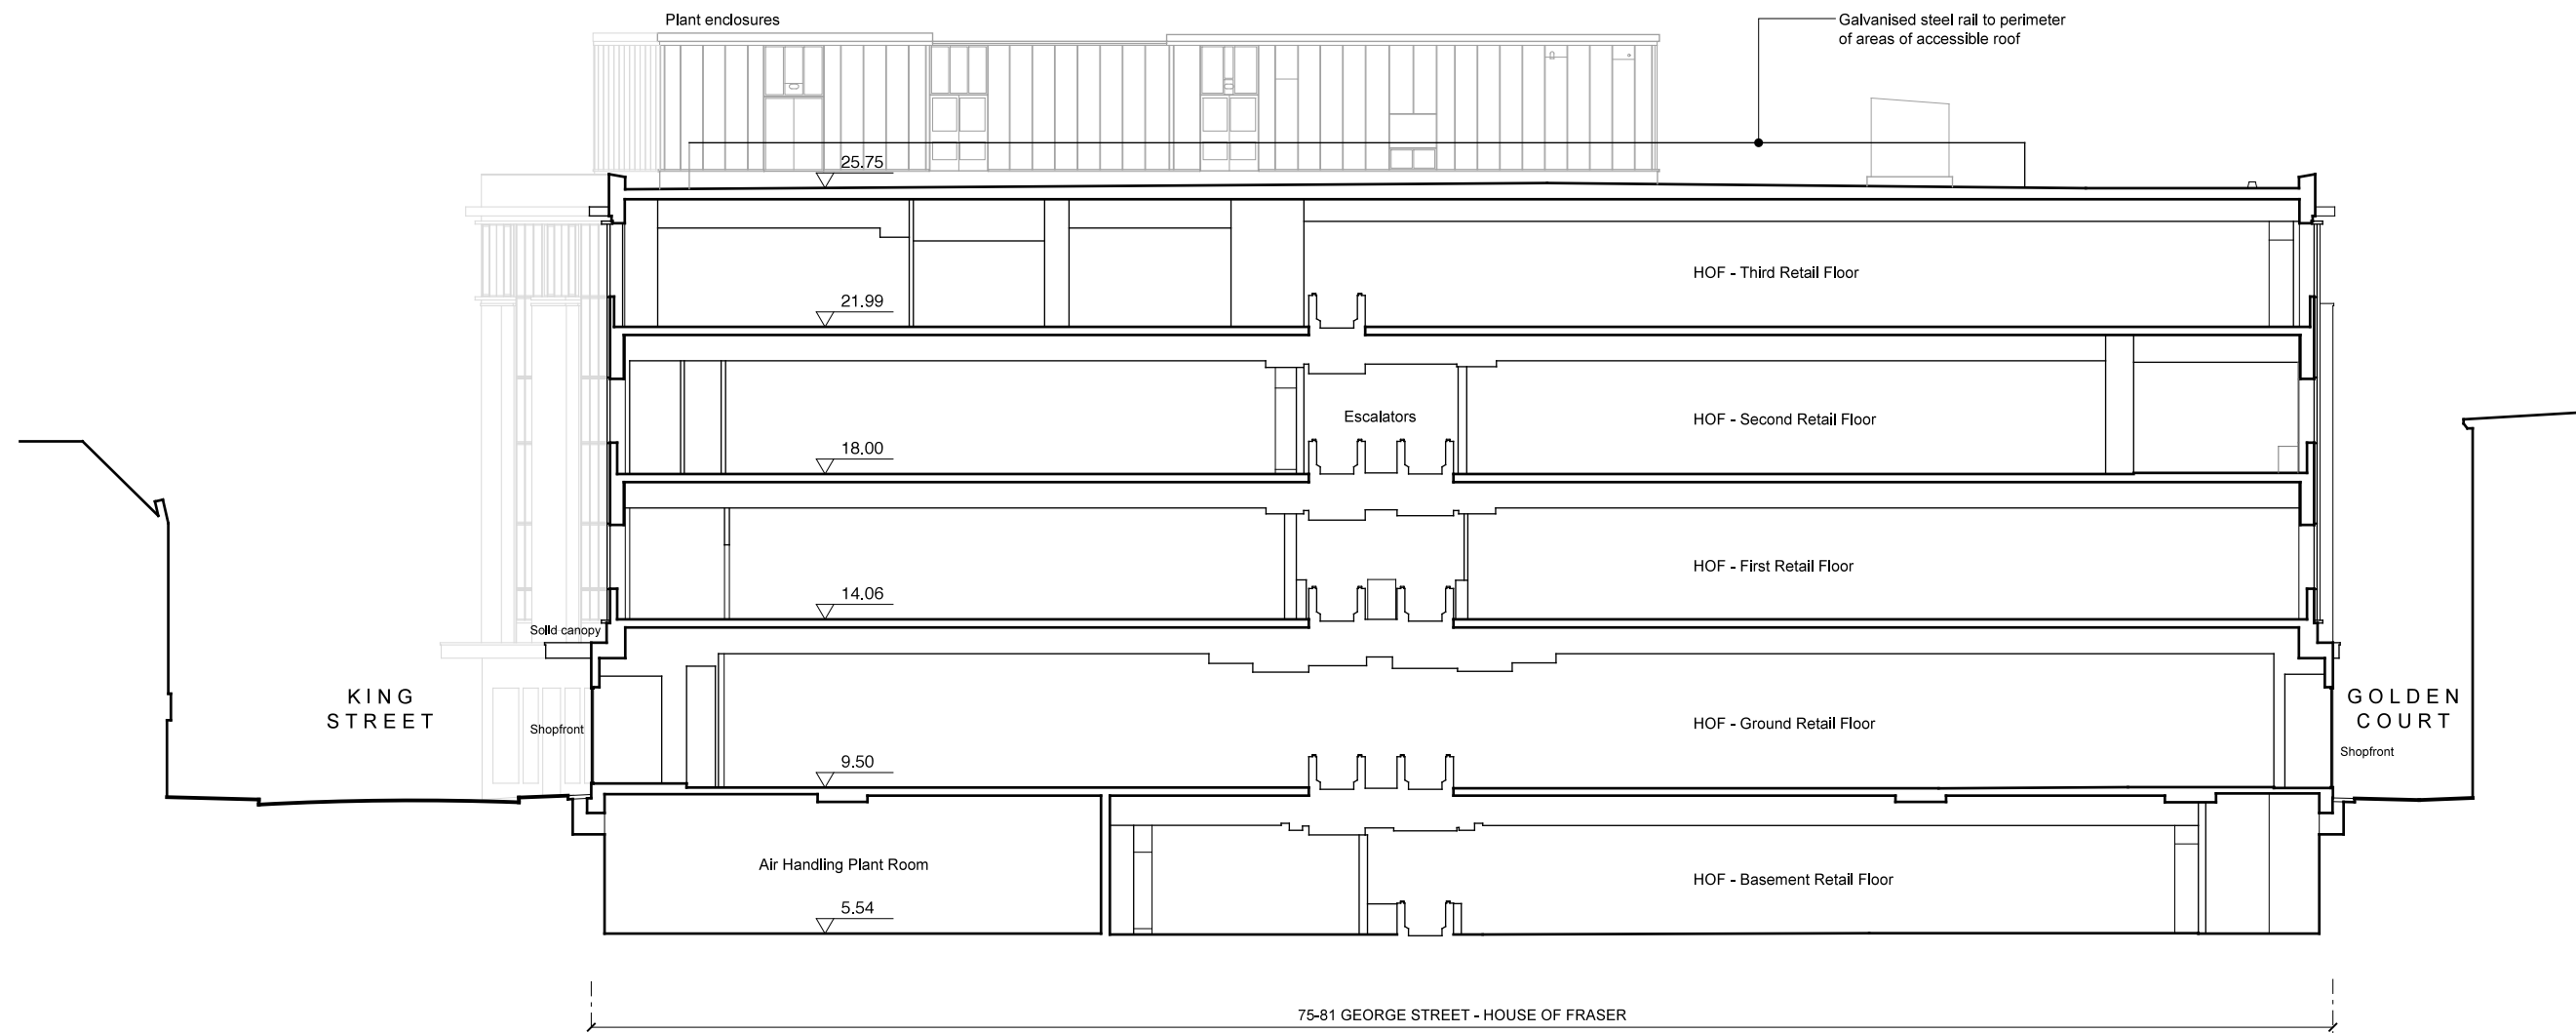 Plant enclosures
Galvanised steel rail to perimeter
of areas of accessible roof
25.75
HOF - Third Retail Floor
21.99
Escalators
HOF - Second Retail Floor
18.00
HOF - First Retail Floor
14.06
Solid canopy
KING
STREET
Shopfront
HOF - Ground Retail Floor
GOLDEN
COURT
Shopfront
9.50
Air Handling Plant Room
HOF - Basement Retail Floor
5.54
75-81 GEORGE STREET - HOUSE OF FRASER